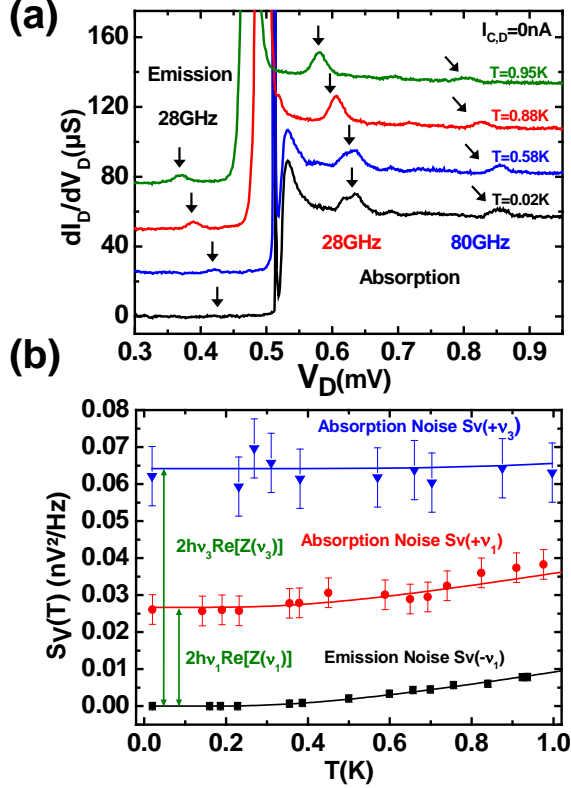 (a)
160
120
80
40
0
dI_D/dV_D(µS)
I_C,D=0nA
Emission
28GHz
T=0.95K
T=0.88K
T=0.58K
T=0.02K
28GHz
80GHz
Absorption
0.3 0.4 0.5 0.6 0.7 0.8 0.9
V_D(mV)
(b)
0.08
0.07
0.06
0.05
0.04
0.03
0.02
0.01
0.00
S_V(T) (nV²/Hz)
Absorption Noise Sv(+ν₃)
2hν₃Re[Z(ν₃)]
Absorption Noise Sv(+ν₁)
2hν₁Re[Z(ν₁)]
Emission Noise Sv(-ν₁)
0.0 0.2 0.4 0.6 0.8 1.0
T(K)